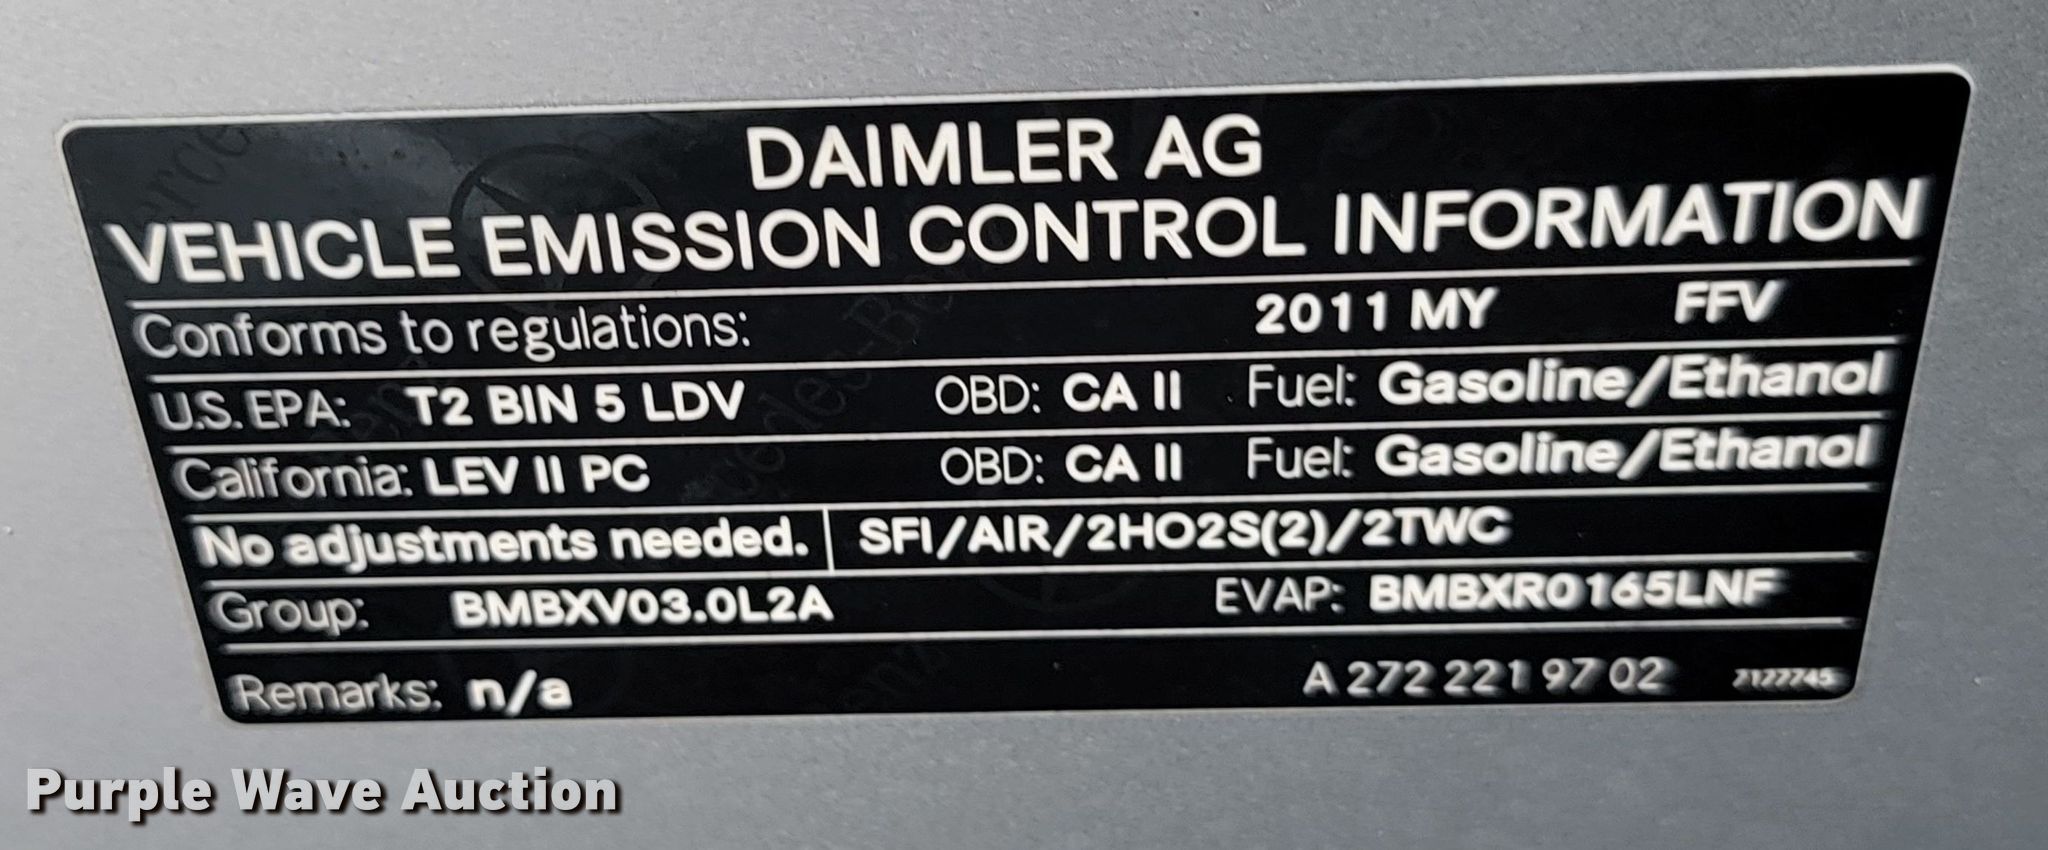 DAIMLER AG
VEHICLE EMISSION CONTROL INFORMATION
Conforms to regulations: 2011 MY FFV
U.S. EPA: T2 BIN 5 LDV OBD: CA II Fuel: Gasoline/Ethanol
California: LEV II PC OBD: CA II Fuel: Gasoline/Ethanol
No adjustments needed. SFI/AIR/2HO2S(2)/2TWC
Group: BMBXV03.0L2A EVAP: BMBXR0165LNF
Remarks: n/a A 272 221 97 02
Purple Wave Auction